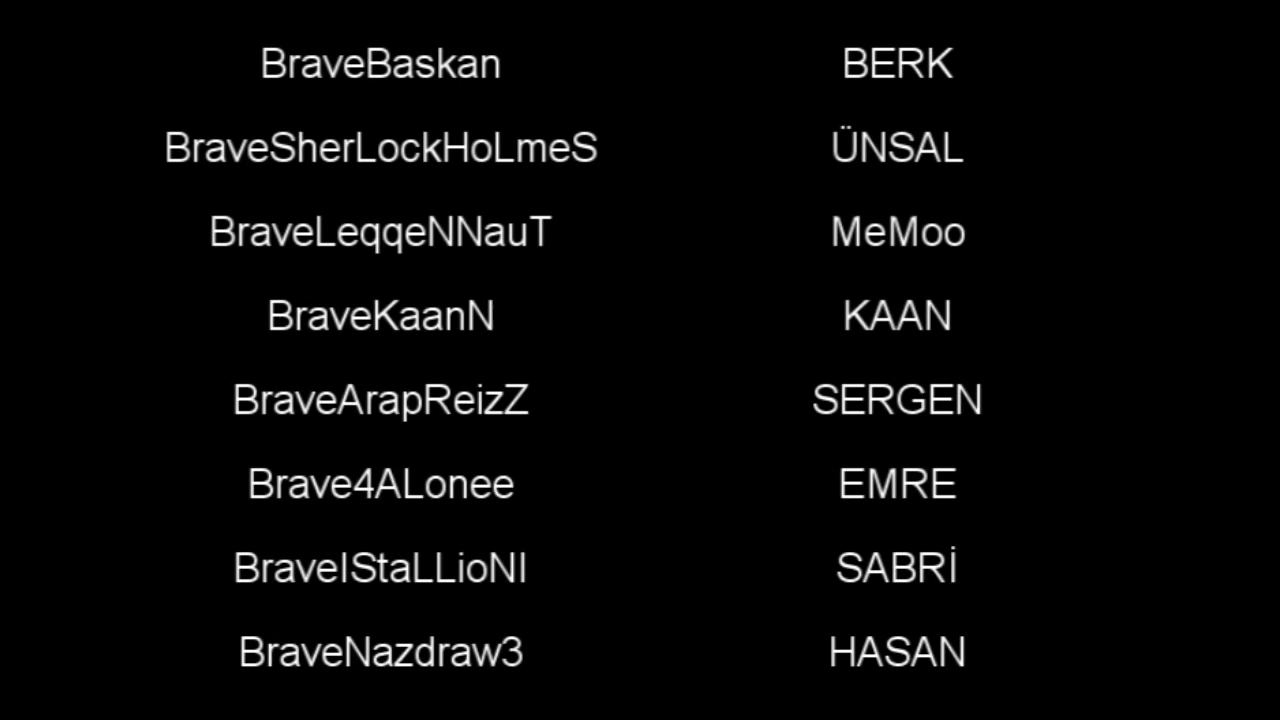 BraveBaskan BERK
BraveSherLockHoLmeS ÜNSAL
BraveLeqqeNNauT MeMoo
BraveKaanN KAAN
BraveArapReizZ SERGEN
Brave4ALonee EMRE
BraveIStaLLioNI SABRİ
BraveNazdraw3 HASAN